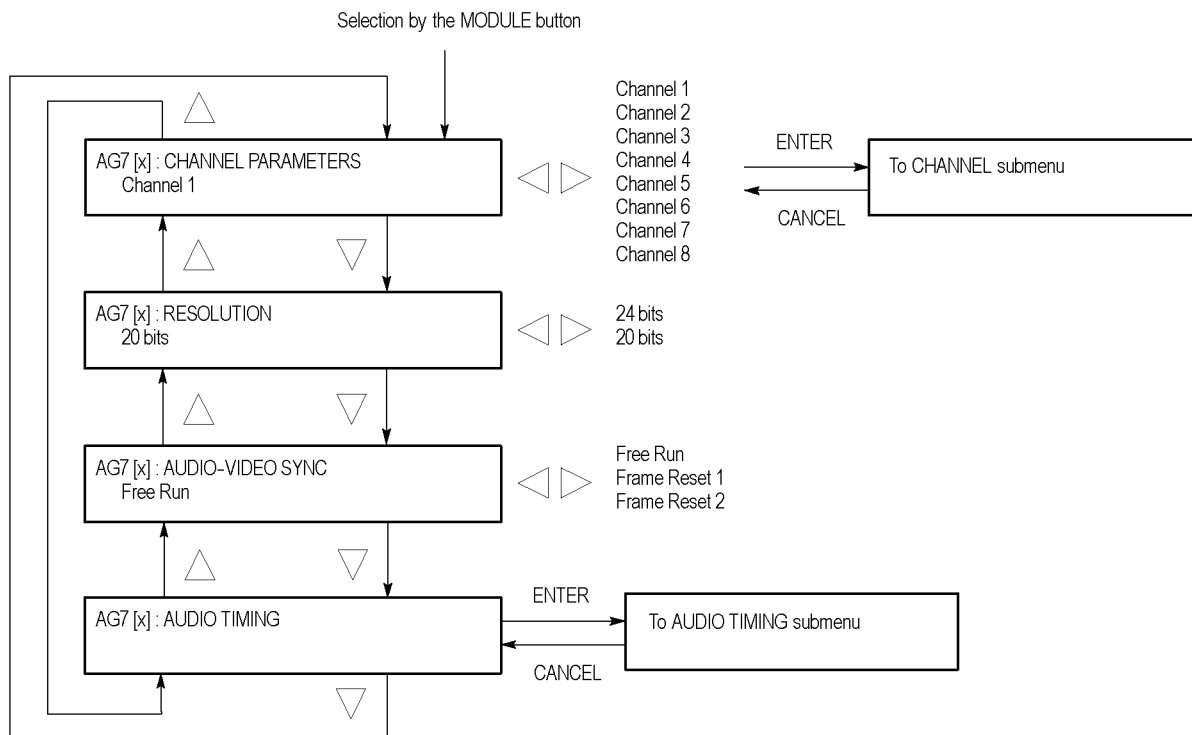 Selection by the MODULE button
AG7 [x] : CHANNEL PARAMETERS
Channel 1
Channel 1
Channel 2
Channel 3
Channel 4
Channel 5
Channel 6
Channel 7
Channel 8
ENTER
CANCEL
To CHANNEL submenu
AG7 [x] : RESOLUTION
20 bits
24 bits
20 bits
AG7 [x] : AUDIO-VIDEO SYNC
Free Run
Free Run
Frame Reset 1
Frame Reset 2
AG7 [x] : AUDIO TIMING
ENTER
CANCEL
To AUDIO TIMING submenu